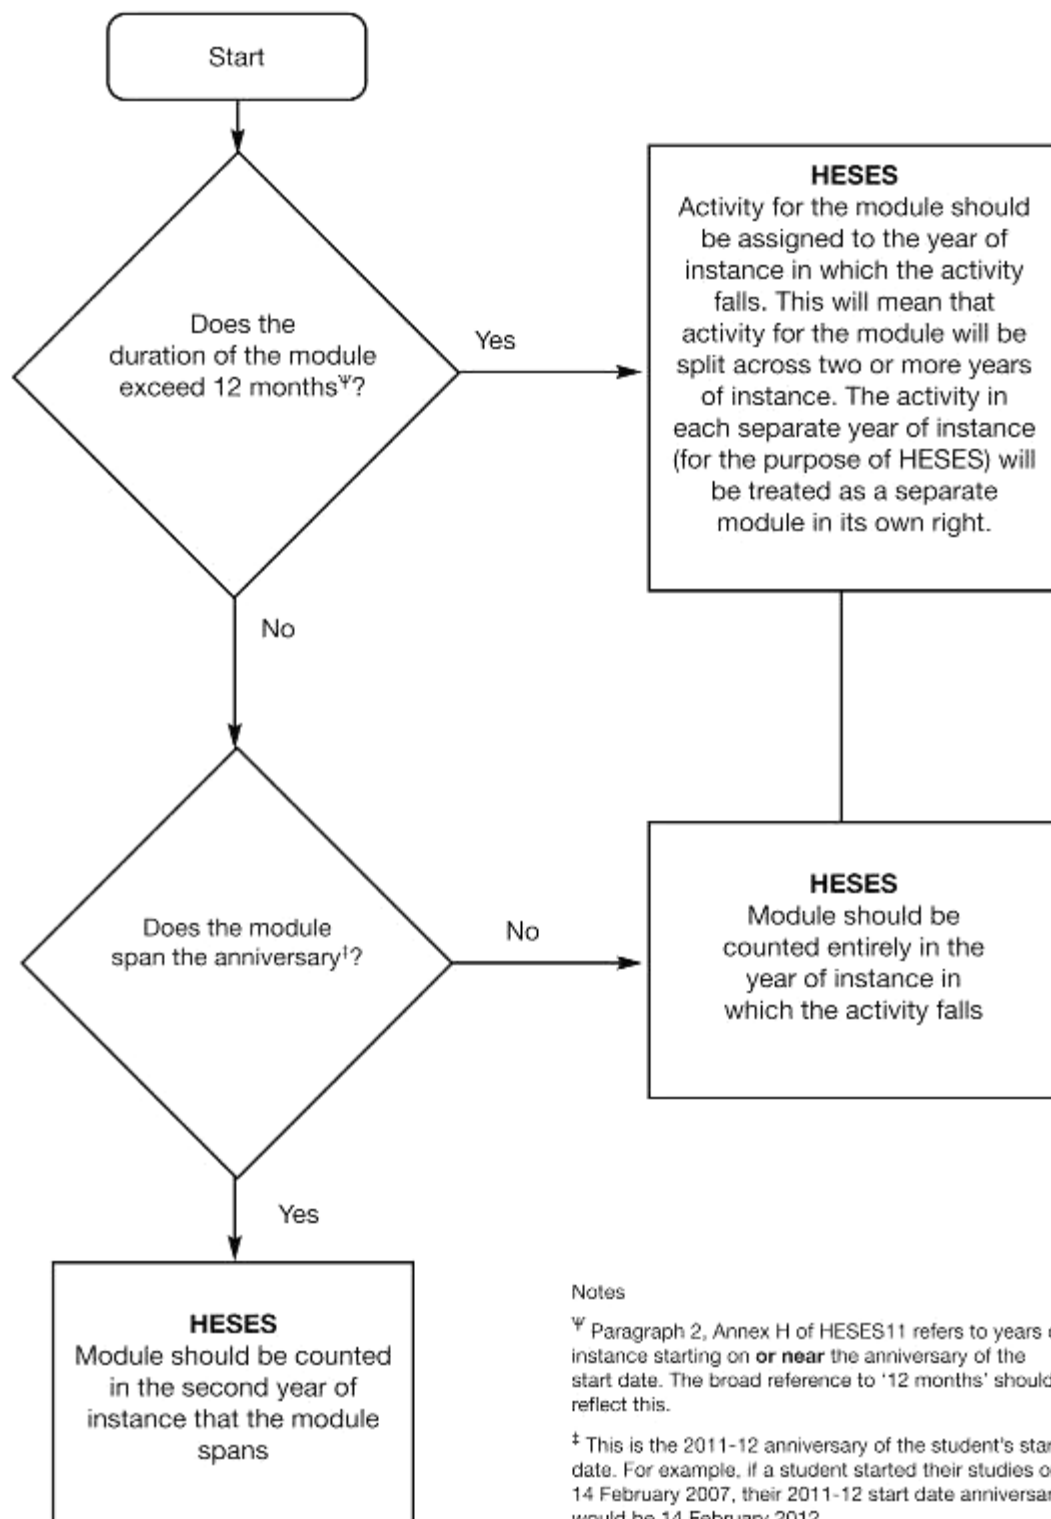 Start
HESES
Activity for the module should
be assigned to the year of
instance in which the activity
falls. This will mean that
activity for the module will be
split across two or more years
of instance. The activity in
each separate year of instance
(for the purpose of HESES) will
be treated as a separate
module in its own right.
Does the
duration of the module
exceed 12 months^Ψ?
Yes
No
Does the module
span the anniversary‡?
No
HESES
Module should be
counted entirely in the
year of instance in
which the activity falls
Yes
HESES
Module should be counted
in the second year of
instance that the module
spans
Notes
Ψ Paragraph 2, Annex H of HESES11 refers to years
instance starting on or near the anniversary of the
start date. The broad reference to ‘12 months’ should
reflect this.
‡ This is the 2011-12 anniversary of the student's star
date. For example, if a student started their studies o
14 February 2007, their 2011-12 start date anniversar
would be 14 February 2012